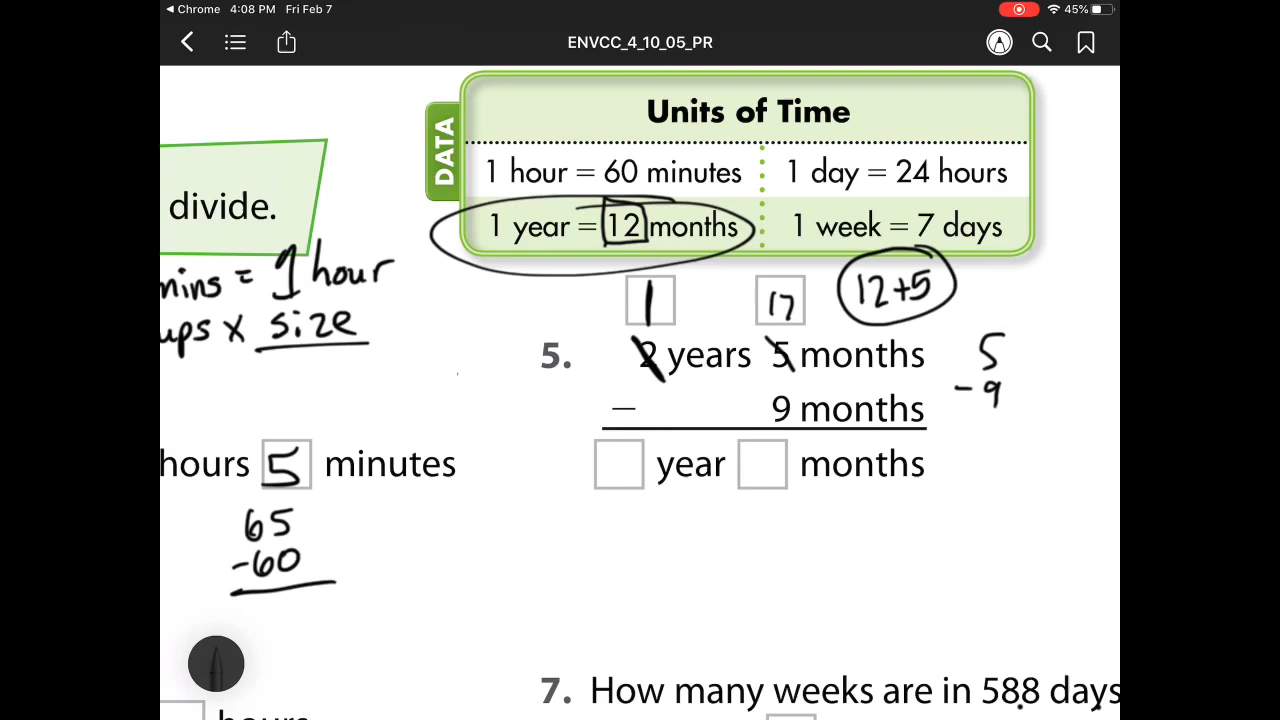 Chrome 4:08 PM Fri Feb 7 45%
ENVCC_4_10_05_PR
DATA
Units of Time
1 hour = 60 minutes 1 day = 24 hours
1 year = 12 months 1 week = 7 days
divide.
mins = 1 hour
ups x size
1 17 12+5
5. 2 years 5 months 5
− 9 months -9
year months
hours 5 minutes
65
-60
7. How many weeks are in 588 days
hours